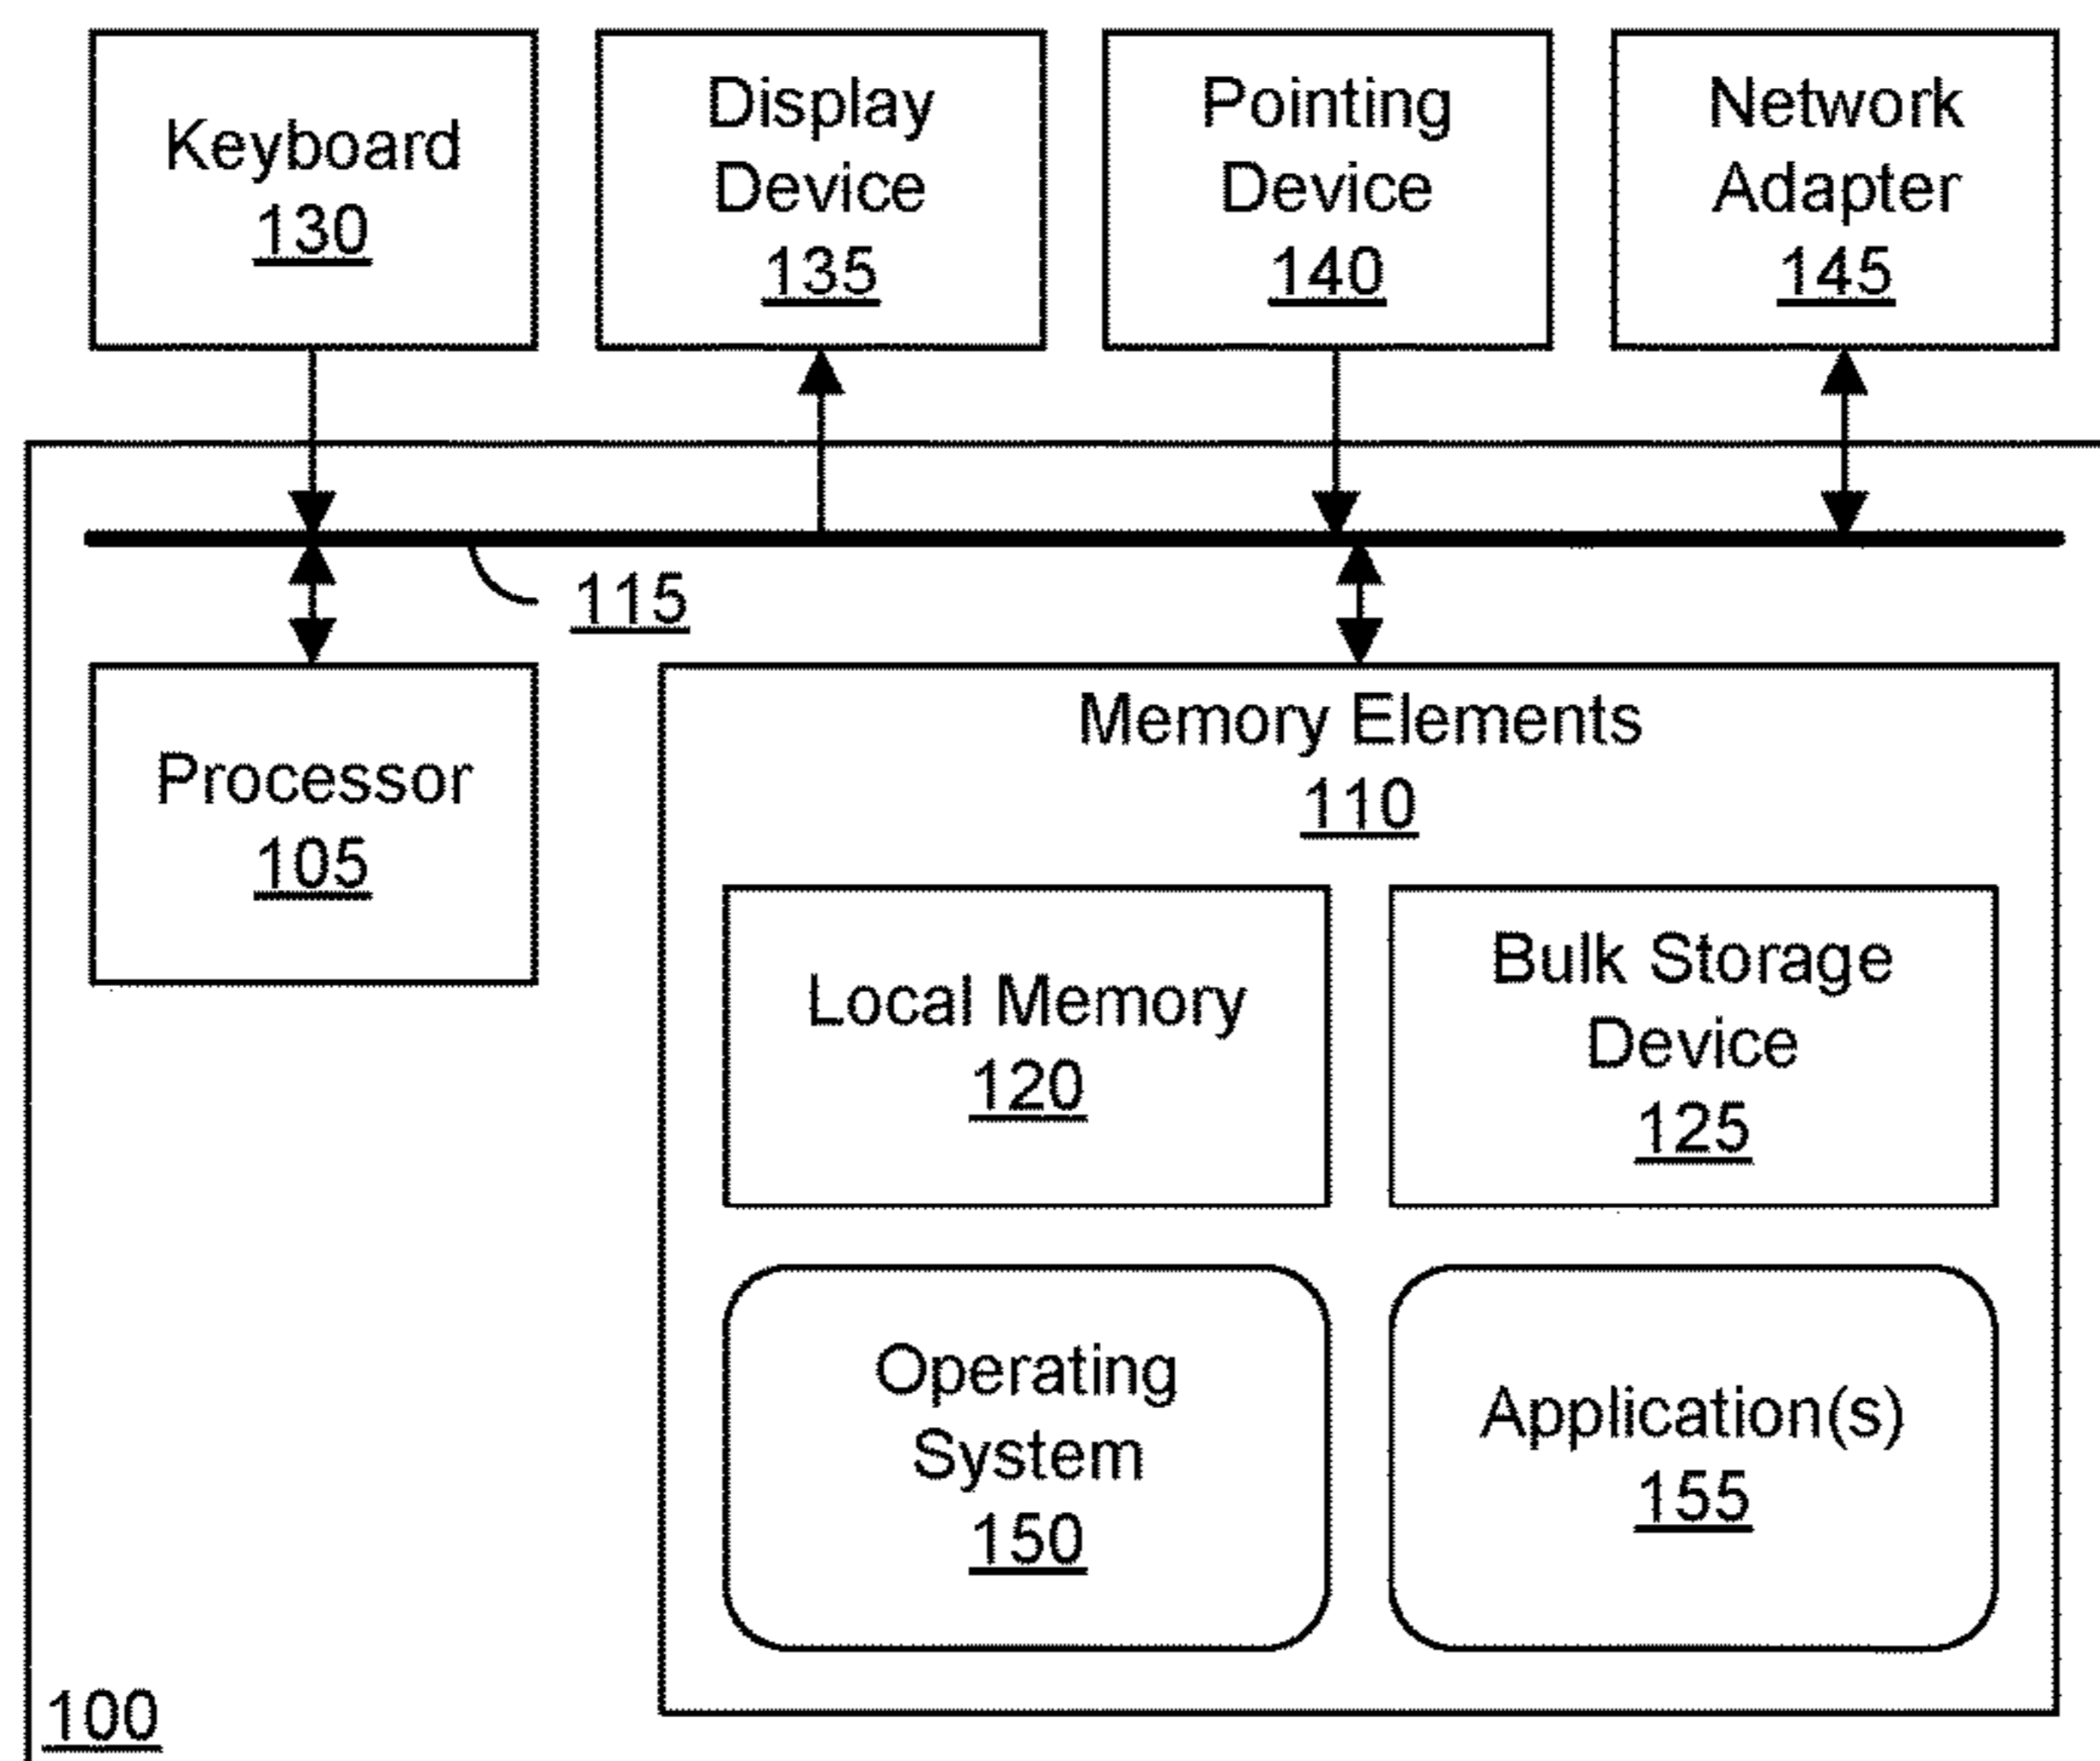 Keyboard
130
Display
Device
135
Pointing
Device
140
Network
Adapter
145
115
Processor
105
Memory Elements
110
Local Memory
120
Bulk Storage
Device
125
Operating
System
150
Application(s)
155
100